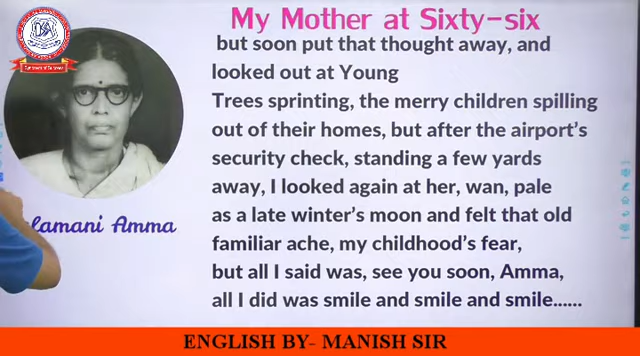 My Mother at Sixty-six
but soon put that thought away, and
looked out at Young
Trees sprinting, the merry children spilling
out of their homes, but after the airport's
security check, standing a few yards
away, I looked again at her, wan, pale
as a late winter's moon and felt that old
familiar ache, my childhood's fear,
but all I said was, see you soon, Amma,
all I did was smile and smile and smile......
lamani Amma
ENGLISH BY- MANISH SIR